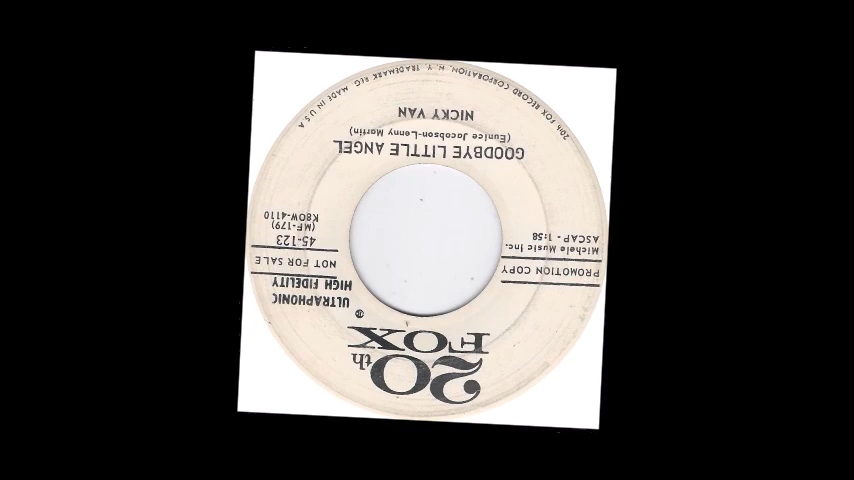 20th
FOX
ULTRAPHONIC
HIGH FIDELITY
PROMOTION COPY
NOT FOR SALE
Michele Music Inc.
ASCAP - 1:58
45-123
(MF-179)
K80W-4110
GOODBYE LITTLE ANGEL
(Eunice Jacobson-Lenny Martin)
NICKY VAN
20th FOX RECORD CORPORATION, N. Y. TRADEMARK REG. MADE IN U S A